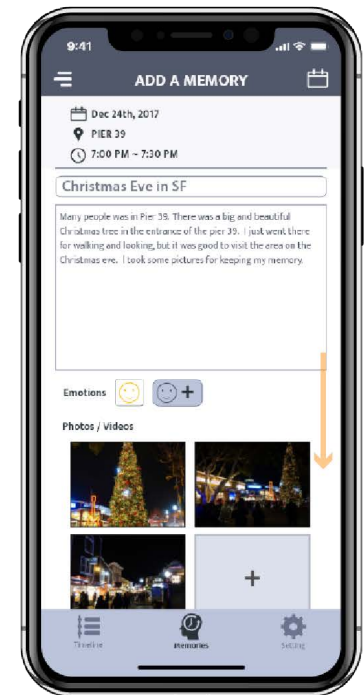 9:41
ADD A MEMORY
Dec 24th, 2017
PIER 39
7:00 PM ~ 7:30 PM
Christmas Eve in SF
Many people was in Pier 39. There was a big and beautiful
Christmas tree in the entrance of the pier 39. I just went there
for walking and looking, but it was good to visit the area on the
Christmas eve. I took some pictures for keeping my memory.
Emotions
+
Photos / Videos
+
Timeline
Memories
Setting